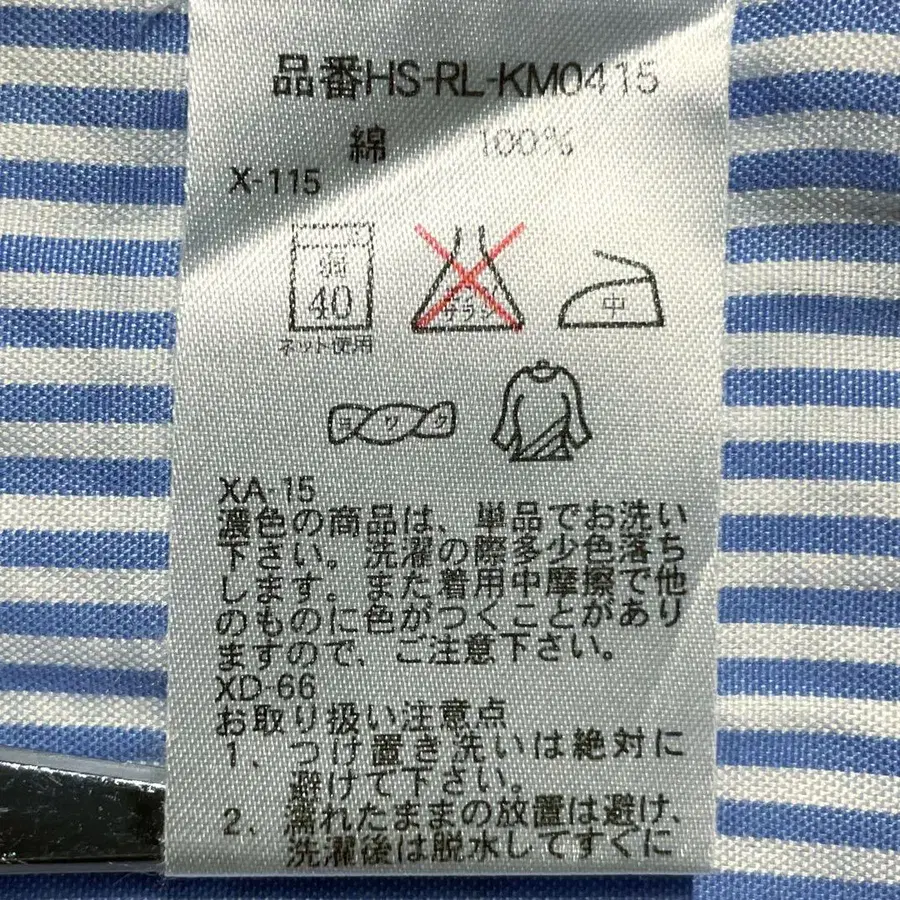 品番HS-RL-KM0415
綿 100%
X-115
弱
40
ネット使用
サラシ
中
ヨワク
XA-15
濃色の商品は、単品でお洗い
下さい。洗濯の際多少色落ち
します。また着用中摩擦で他
のものに色がつくことがあり
ますので、ご注意下さい。
XD-66
お取り扱い注意点
1、つけ置き洗いは絶対に
避けて下さい。
2、濡れたままの放置は避け、
洗濯後は脱水してすぐに